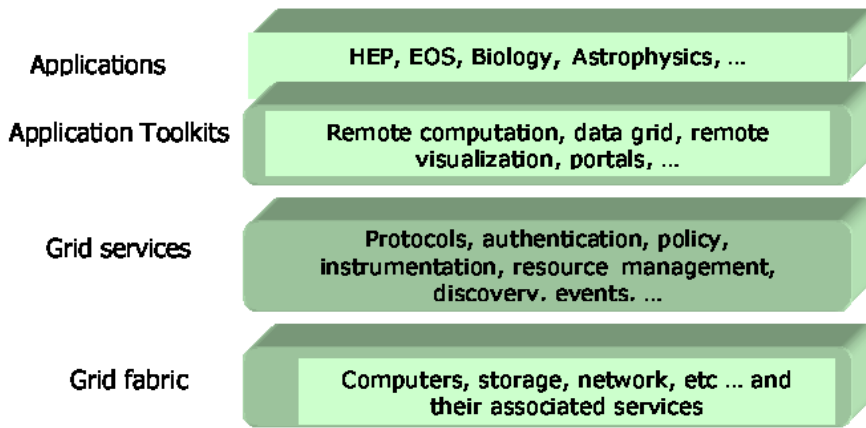 Applications
HEP, EOS, Biology, Astrophysics, ...
Application Toolkits
Remote computation, data grid, remote
visualization, portals, ...
Grid services
Protocols, authentication, policy,
instrumentation, resource management,
discovery, events, ...
Grid fabric
Computers, storage, network, etc ... and
their associated services